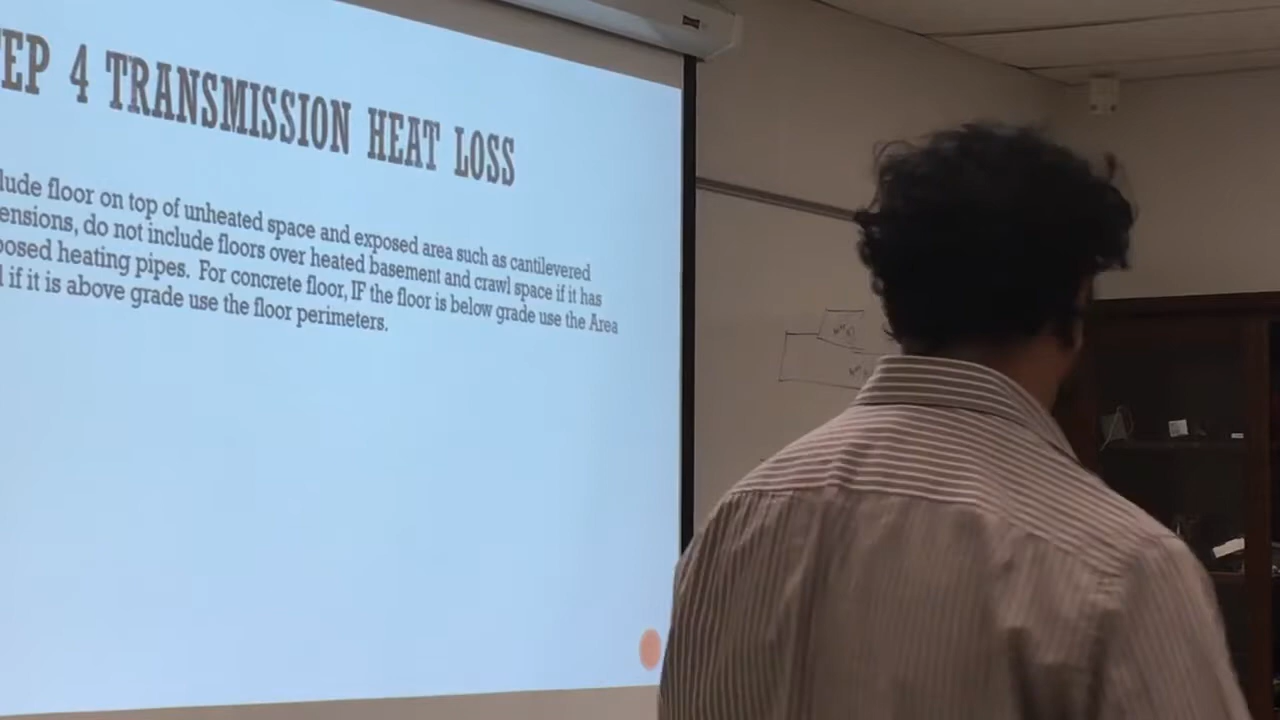 EP 4 TRANSMISSION HEAT LOSS
lude floor on top of unheated space and exposed area such as cantilevered
ensions, do not include floors over heated basement and crawl space if it has
posed heating pipes. For concrete floor, IF the floor is below grade use the Area
if it is above grade use the floor perimeters.